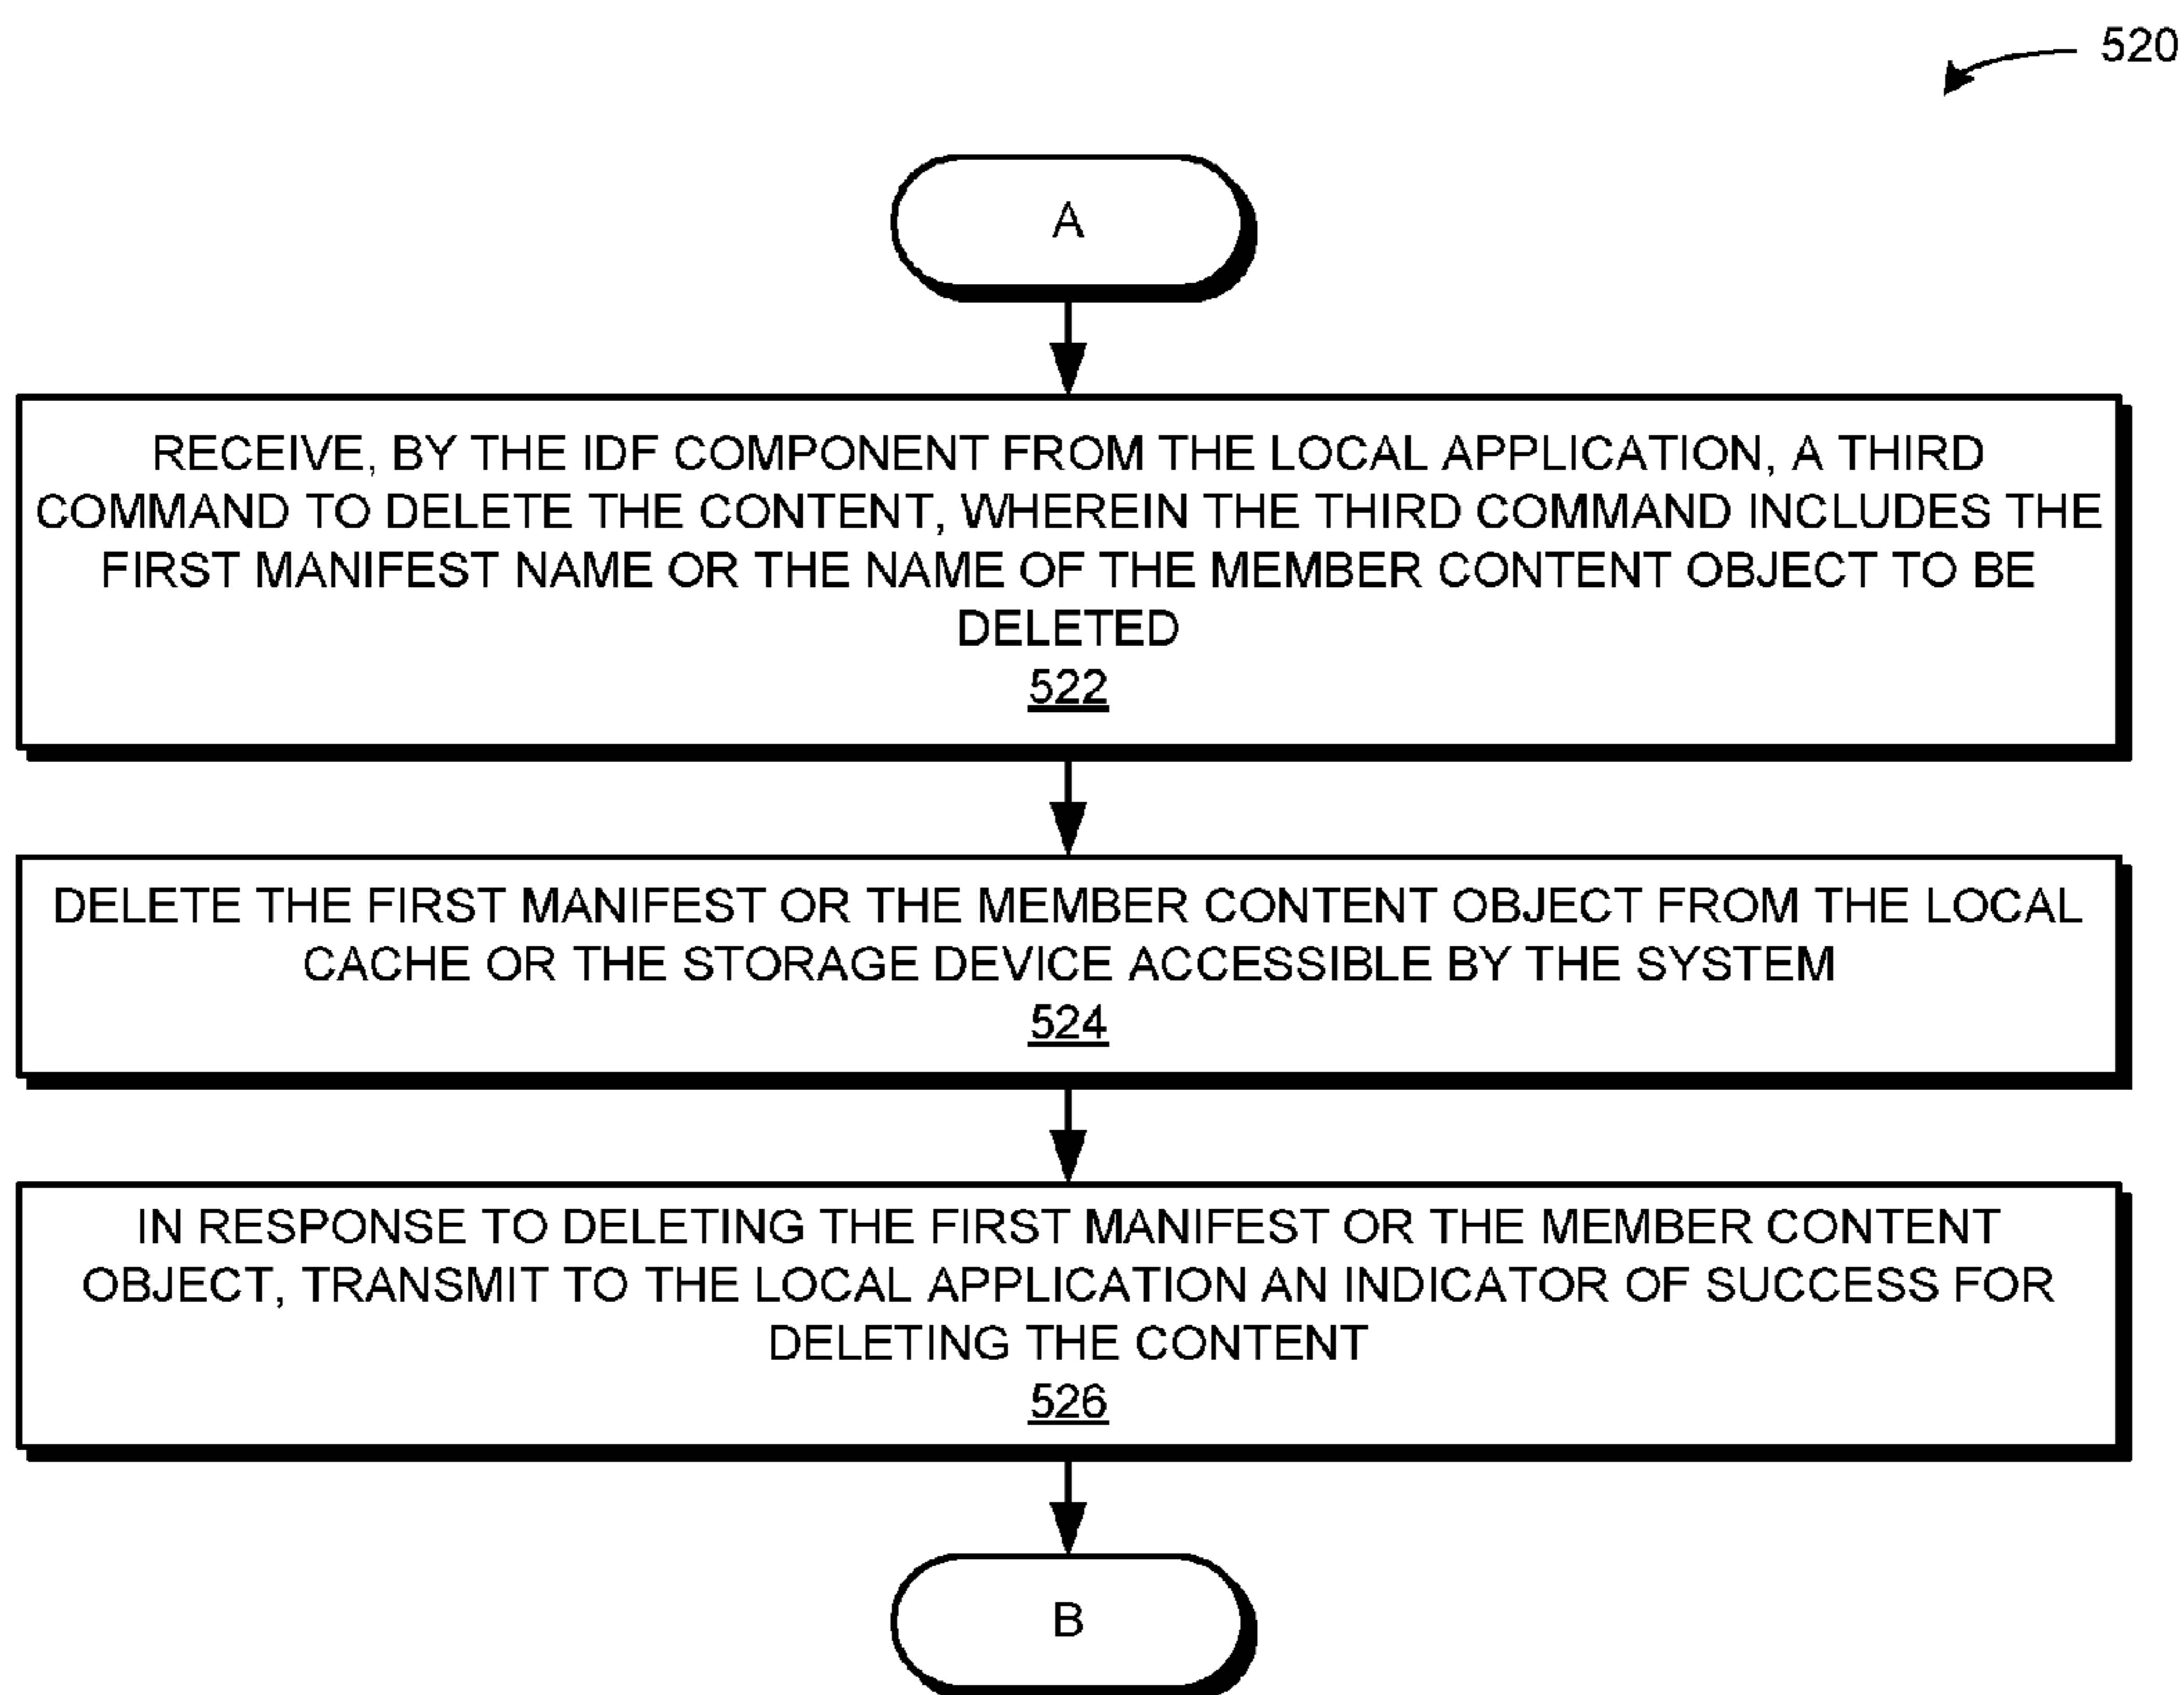 520
A
RECEIVE, BY THE IDF COMPONENT FROM THE LOCAL APPLICATION, A THIRD
COMMAND TO DELETE THE CONTENT, WHEREIN THE THIRD COMMAND INCLUDES THE
FIRST MANIFEST NAME OR THE NAME OF THE MEMBER CONTENT OBJECT TO BE
DELETED
522
DELETE THE FIRST MANIFEST OR THE MEMBER CONTENT OBJECT FROM THE LOCAL
CACHE OR THE STORAGE DEVICE ACCESSIBLE BY THE SYSTEM
524
IN RESPONSE TO DELETING THE FIRST MANIFEST OR THE MEMBER CONTENT
OBJECT, TRANSMIT TO THE LOCAL APPLICATION AN INDICATOR OF SUCCESS FOR
DELETING THE CONTENT
526
B